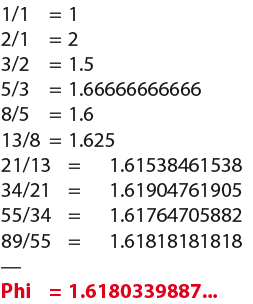 1/1 = 1
2/1 = 2
3/2 = 1.5
5/3 = 1.66666666666
8/5 = 1.6
13/8 = 1.625
21/13 = 1.61538461538
34/21 = 1.61904761905
55/34 = 1.61764705882
89/55 = 1.61818181818
—
Phi = 1.6180339887...